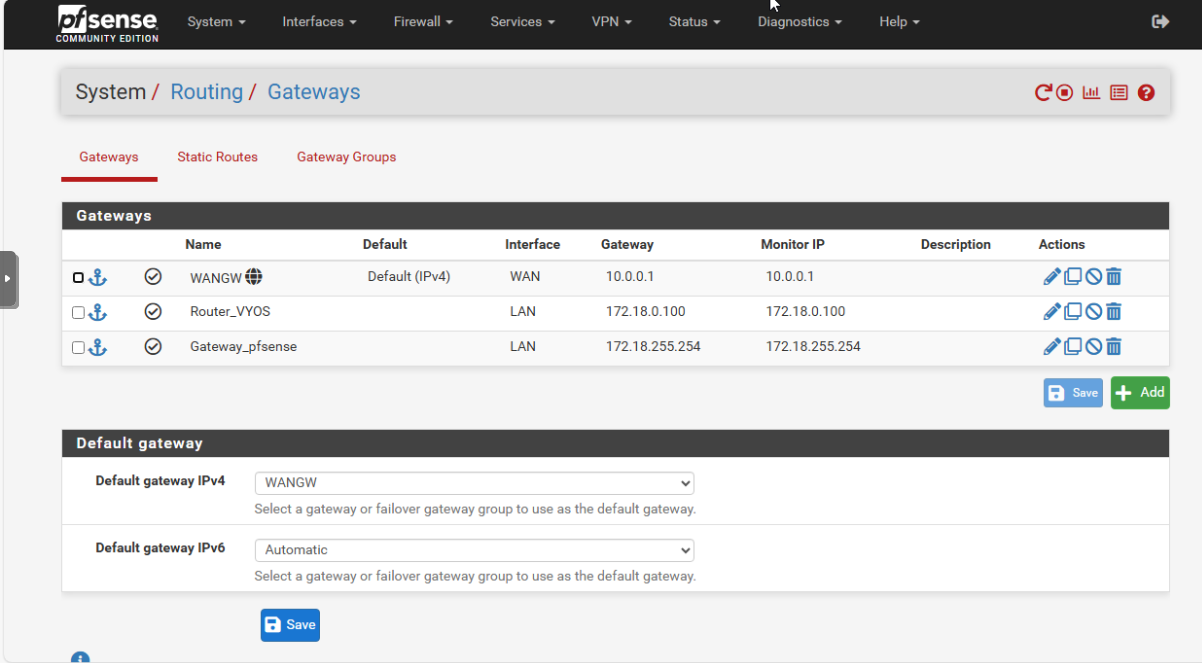 pfsense
COMMUNITY EDITION
System Interfaces Firewall Services VPN Status Diagnostics Help
System / Routing / Gateways
Gateways Static Routes Gateway Groups
Gateways
Name Default Interface Gateway Monitor IP Description Actions
WANGW Default (IPv4) WAN 10.0.0.1 10.0.0.1
Router_VYOS LAN 172.18.0.100 172.18.0.100
Gateway_pfsense LAN 172.18.255.254 172.18.255.254
Save Add
Default gateway
Default gateway IPv4 WANGW
Select a gateway or failover gateway group to use as the default gateway.
Default gateway IPv6 Automatic
Select a gateway or failover gateway group to use as the default gateway.
Save